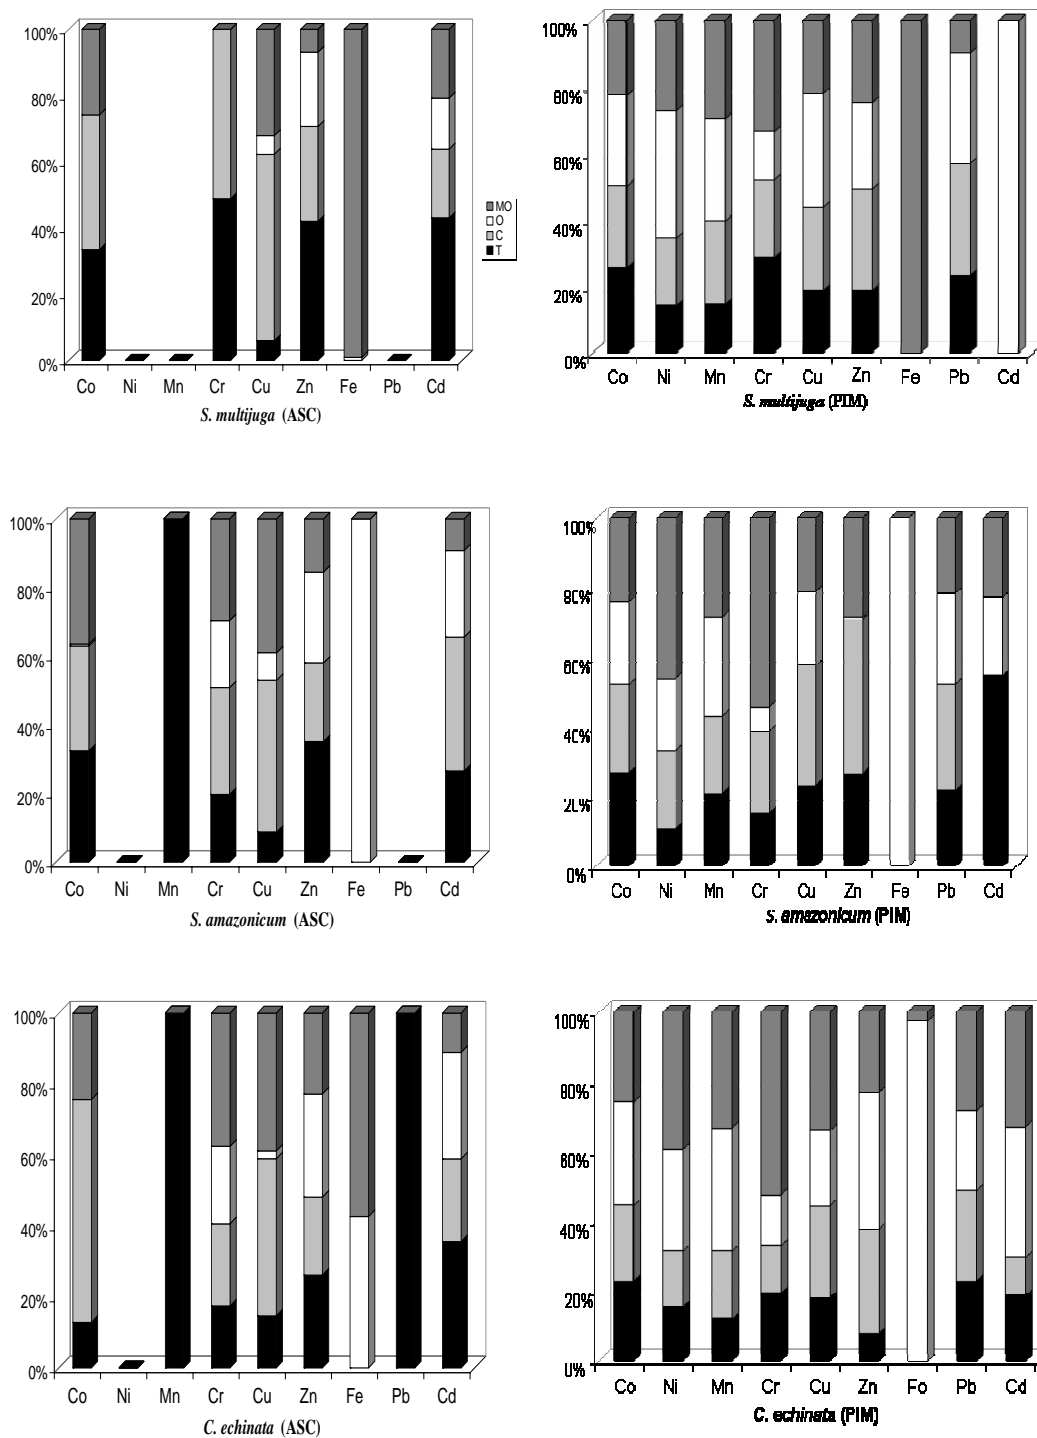 100%
80%
60%
40%
20%
0%
Co Ni Mn Cr Cu Zn Fe Pb Cd
S. multijuga (ASC)
MO
O
C
T
100%
80%
60%
40%
20%
0%
Co Ni Mn Cr Cu Zn Fe Pb Cd
S. multijuga (PIM)
100%
80%
60%
40%
20%
0%
Co Ni Mn Cr Cu Zn Fe Pb Cd
S. amazonicum (ASC)
100%
80%
60%
40%
20%
0%
Co Ni Mn Cr Cu Zn Fe Pb Cd
s. amazonicum (PIM)
100%
80%
60%
40%
20%
0%
Co Ni Mn Cr Cu Zn Fe Pb Cd
C. echinata (ASC)
100%
80%
60%
40%
20%
0%
Co Ni Mn Cr Cu Zn Fo Pb Cd
C. echinata (PIM)